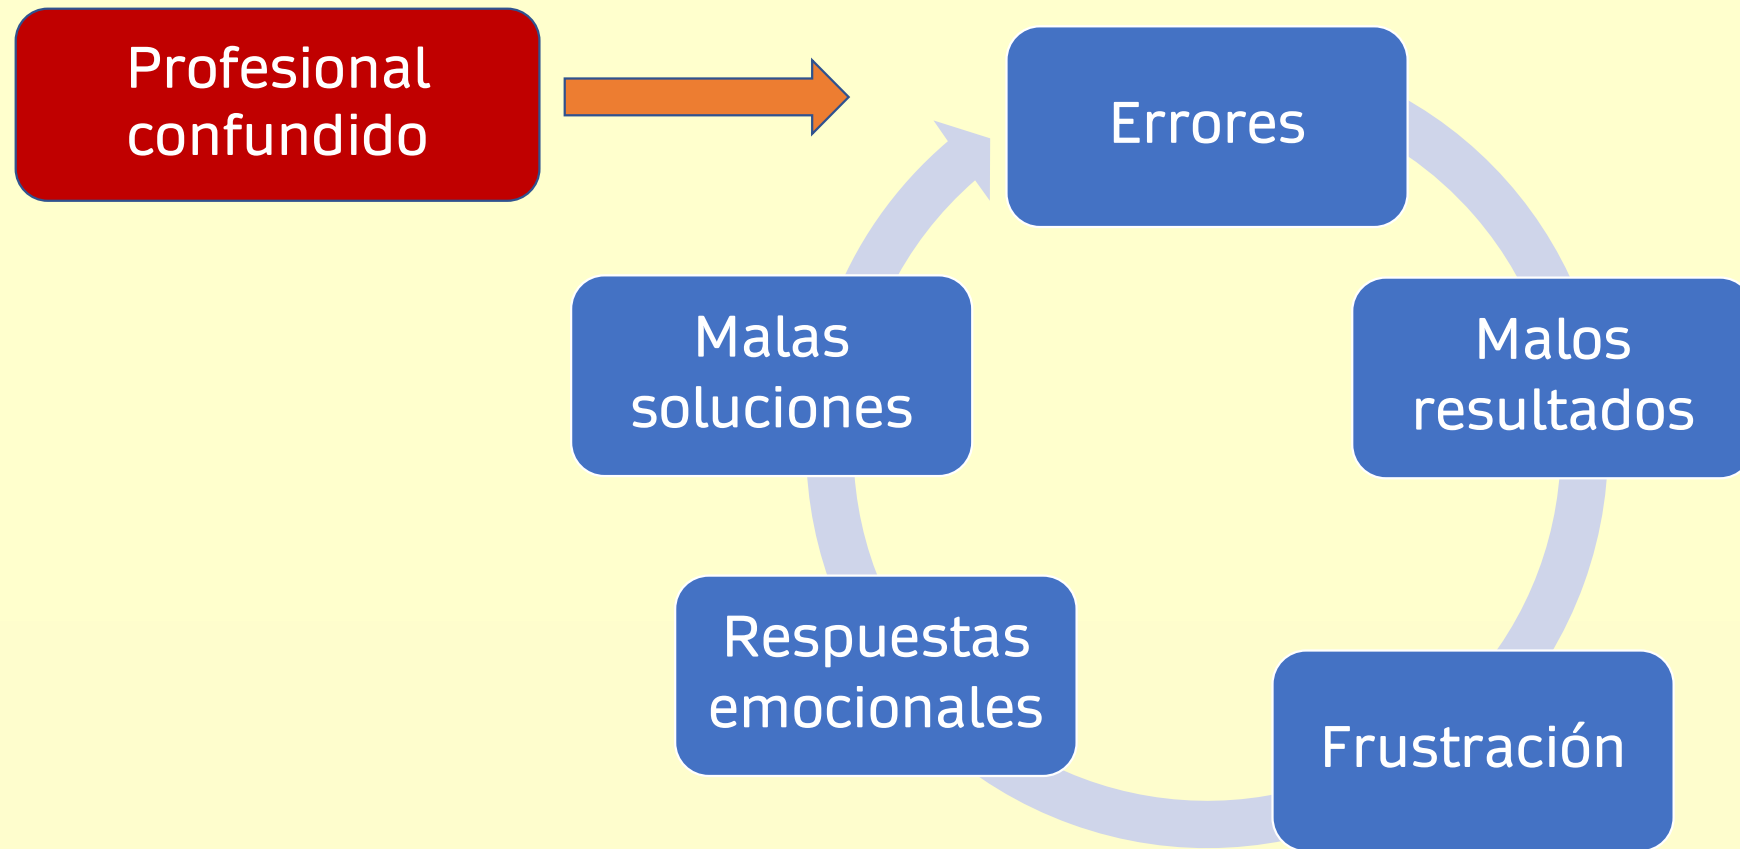 Profesional
confundido
Errores
Malos
resultados
Frustración
Respuestas
emocionales
Malas
soluciones